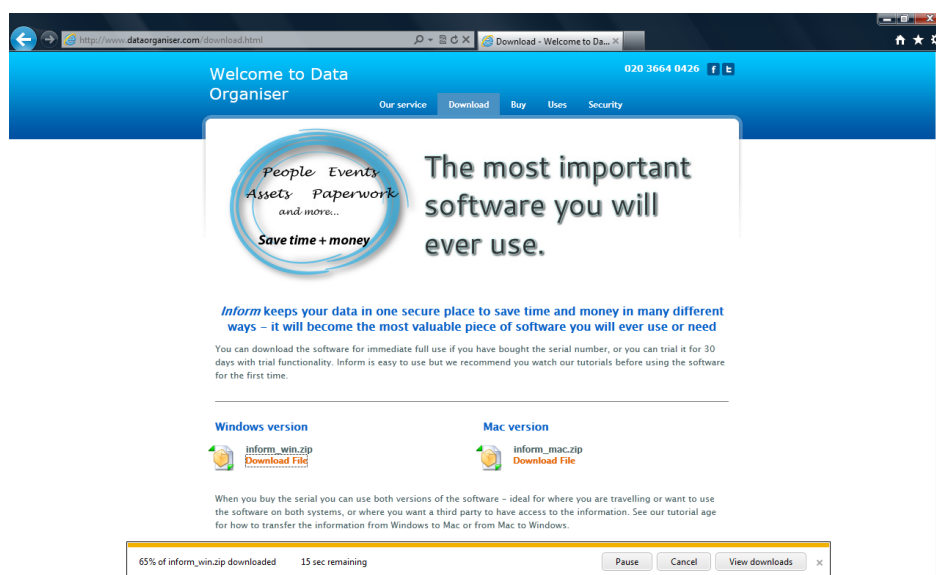 http://www.dataorganiser.com/download.html
Download - Welcome to Da...
Welcome to Data
Organiser
020 3664 0426
Our service Download Buy Uses Security
People Events
Assets Paperwork
and more...
Save time + money
The most important
software you will
ever use.
Inform keeps your data in one secure place to save time and money in many different
ways – it will become the most valuable piece of software you will ever use or need
You can download the software for immediate full use if you have bought the serial number, or you can trial it for 30
days with trial functionality. Inform is easy to use but we recommend you watch our tutorials before using the software
for the first time.
Windows version
inform_win.zip
Download File
Mac version
inform_mac.zip
Download File
When you buy the serial you can use both versions of the software – ideal for where you are travelling or want to use
the software on both systems, or where you want a third party to have access to the information. See our tutorial age
for how to transfer the information from Windows to Mac or from Mac to Windows.
65% of inform_win.zip downloaded 15 sec remaining Pause Cancel View downloads